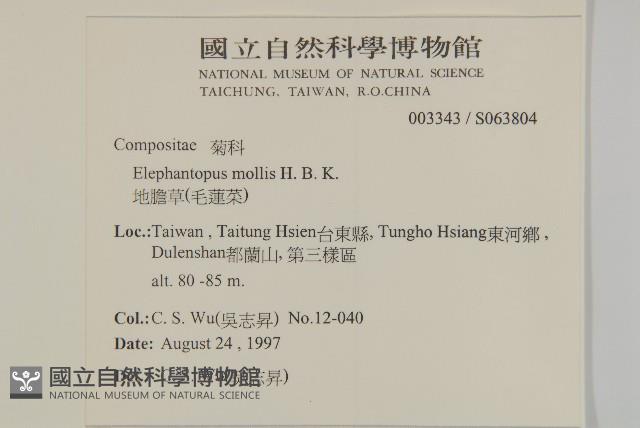 國立自然科學博物館
NATIONAL MUSEUM OF NATURAL SCIENCE
TAICHUNG, TAIWAN, R.O.CHINA
003343 / S063804
Compositae 菊科
Elephantopus mollis H. B. K.
地膽草(毛蓮菜)
Loc.:Taiwan , Taitung Hsien台東縣, Tungho Hsiang東河鄉 ,
Dulenshan都蘭山, 第三樣區
alt. 80 -85 m.
Col.:C. S. Wu(吳志昇) No.12-040
Date: August 24 , 1997
志昇)
國立自然科學博物館
NATIONAL MUSEUM OF NATURAL SCIENCE